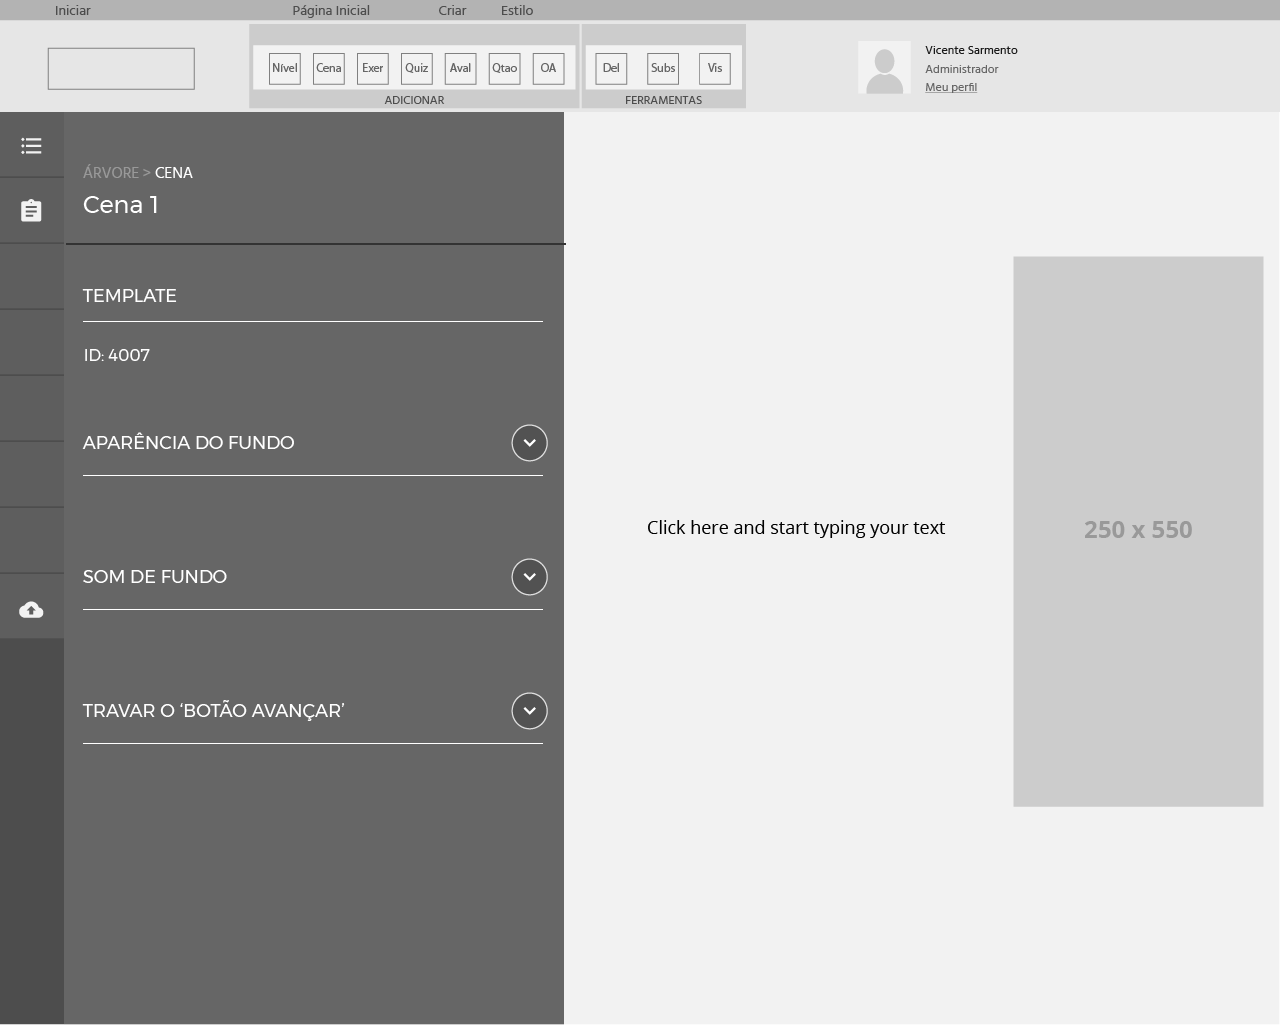 Iniciar Página Inicial Criar Estilo
Nível Cena Exer Quiz Aval Qtao OA
ADICIONAR
Del Subs Vis
FERRAMENTAS
Vicente Sarmento
Administrador
Meu perfil
ÁRVORE > CENA
Cena 1
TEMPLATE
ID: 4007
APARÊNCIA DO FUNDO
SOM DE FUNDO
TRAVAR O ‘BOTÃO AVANÇAR’
Click here and start typing your text
250 x 550